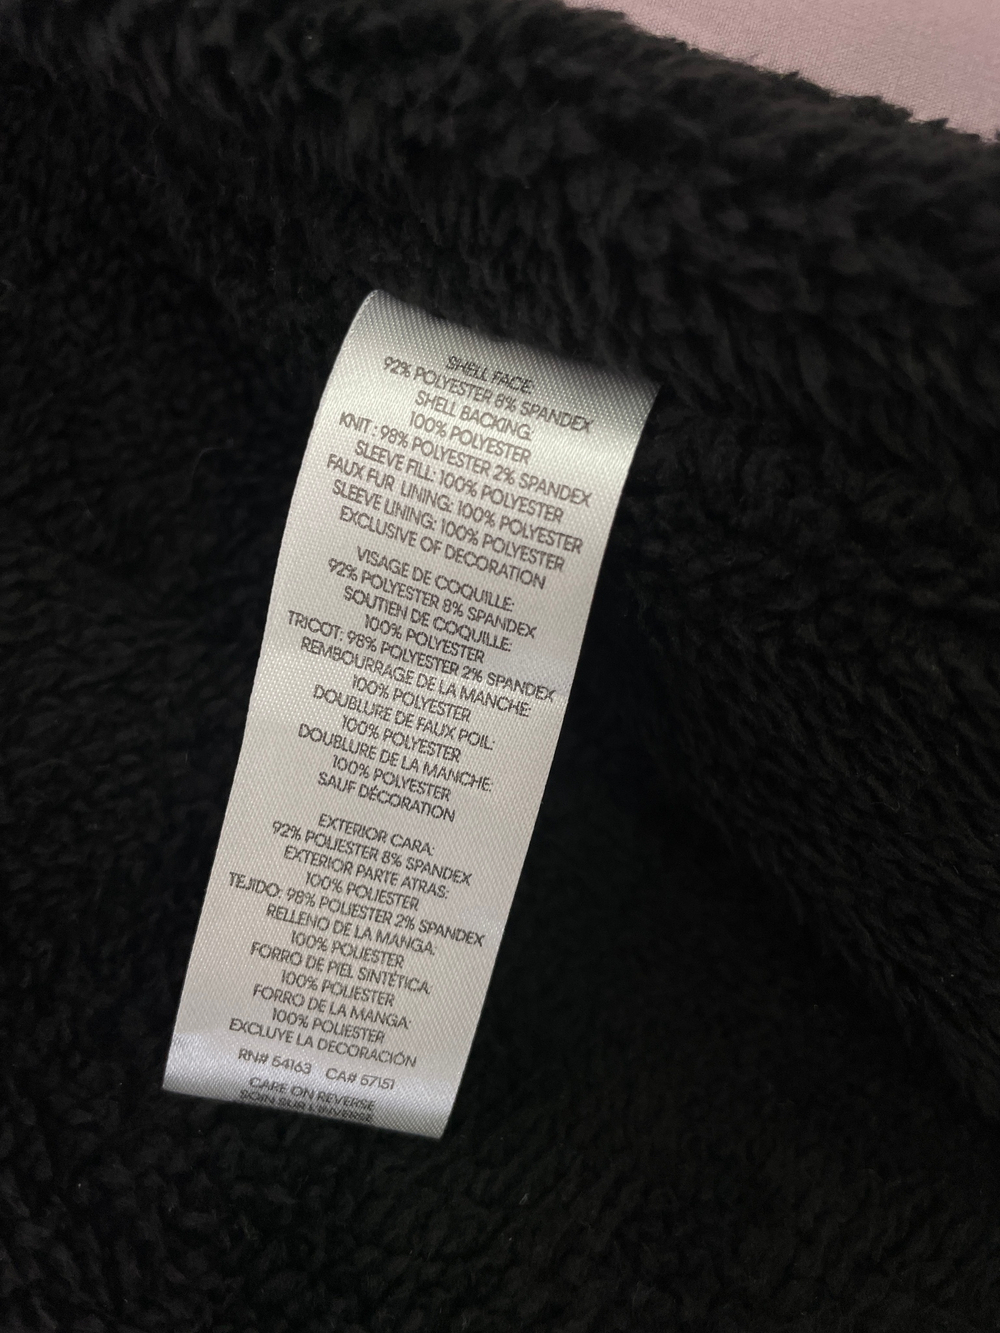 SHELL FACE:
92% POLYESTER 8% SPANDEX
SHELL BACKING:
100% POLYESTER
KNIT : 98% POLYESTER 2% SPANDEX
SLEEVE FILL: 100% POLYESTER
FAUX FUR LINING: 100% POLYESTER
SLEEVE LINING: 100% POLYESTER
EXCLUSIVE OF DECORATION
VISAGE DE COQUILLE:
92% POLYESTER 8% SPANDEX
SOUTIEN DE COQUILLE:
100% POLYESTER
TRICOT: 98% POLYESTER 2% SPANDEX
REMBOURRAGE DE LA MANCHE:
100% POLYESTER
DOUBLURE DE FAUX POIL:
100% POLYESTER
DOUBLURE DE LA MANCHE:
100% POLYESTER
SAUF DÉCORATION
EXTERIOR CARA:
92% POLIESTER 8% SPANDEX
EXTERIOR PARTE ATRAS:
100% POLIESTER
TEJIDO: 98% POLIESTER 2% SPANDEX
RELLENO DE LA MANGA:
100% POLIESTER
FORRO DE PIEL SINTÉTICA:
100% POLIESTER
FORRO DE LA MANGA:
100% POLIESTER
EXCLUYE LA DECORACIÓN
RN# 54163 CA# 57151
CARE ON REVERSE
SOIN SUR L'INVERSE